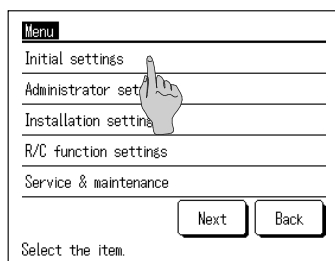 Menu
Initial settings
Administrator set
Installation setting
R/C function settings
Service & maintenance
Next Back
Select the item.